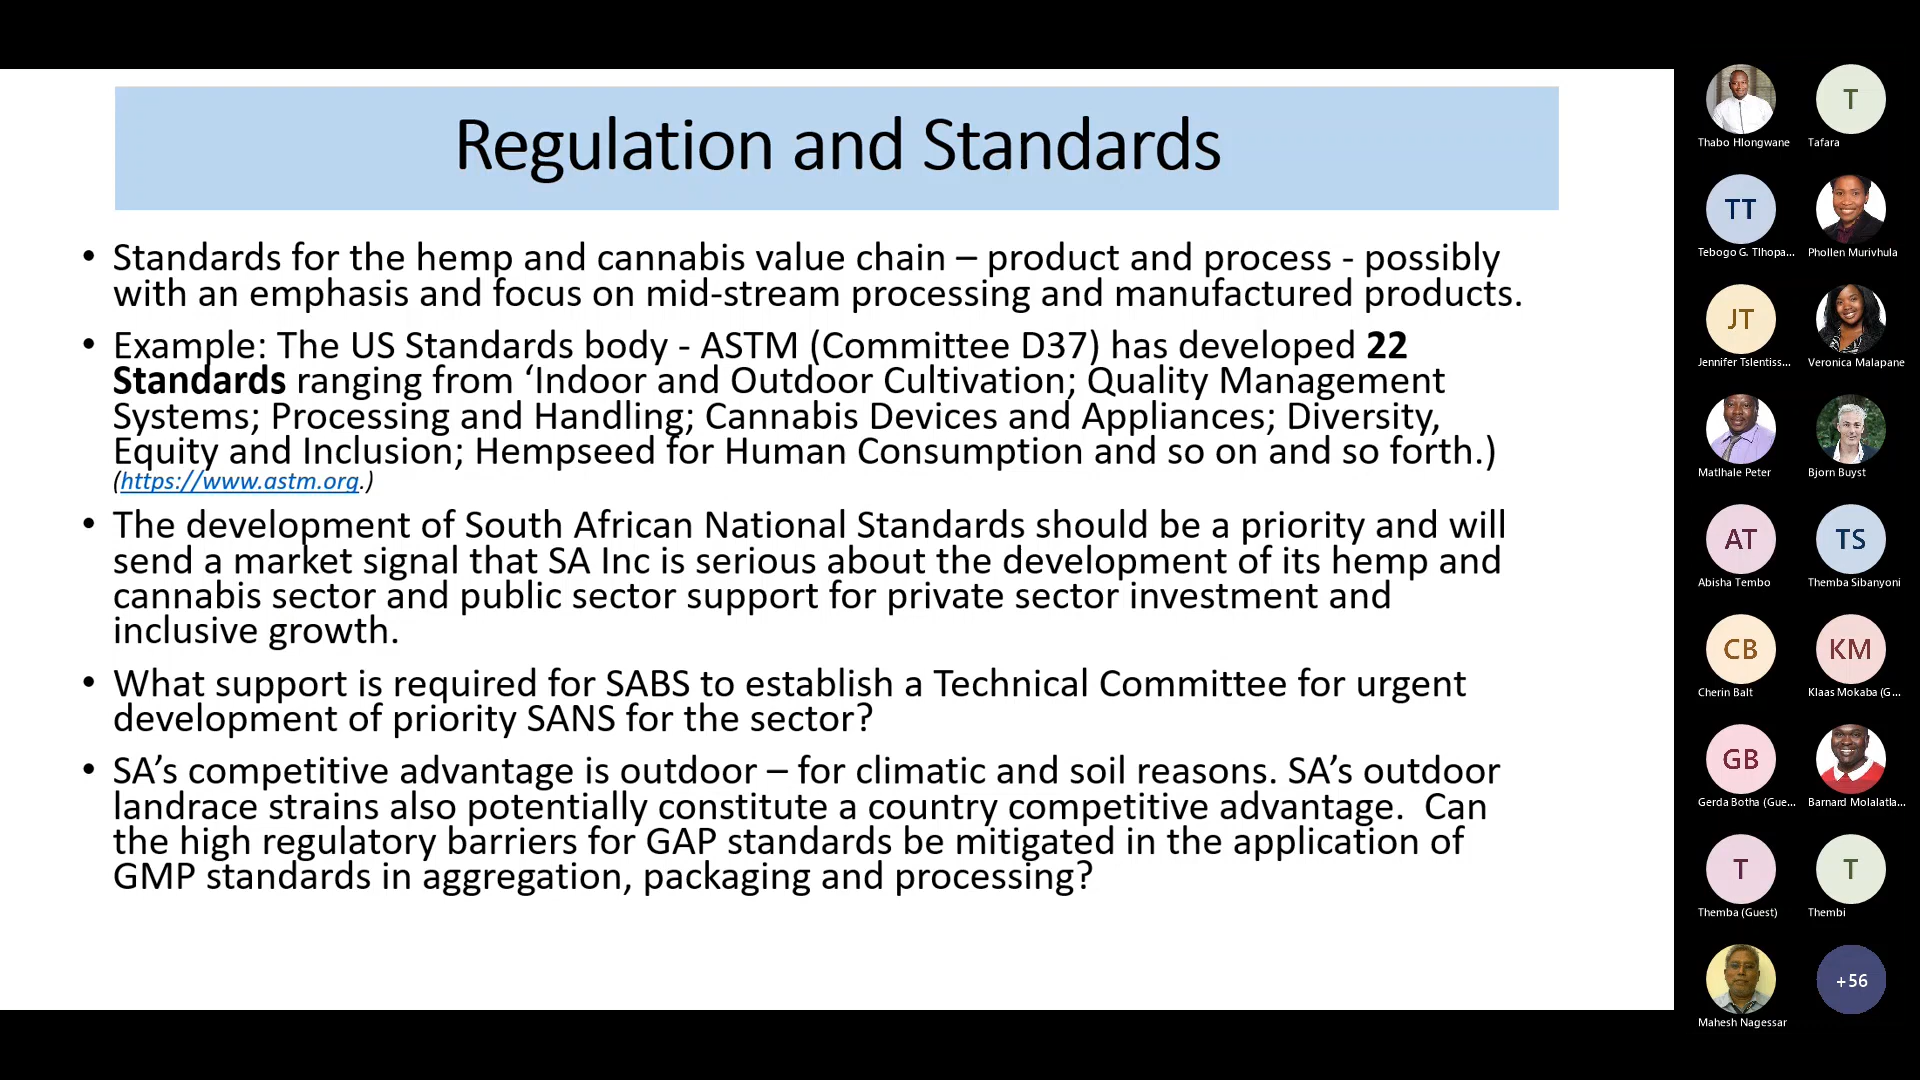 Regulation and Standards
• Standards for the hemp and cannabis value chain – product and process - possibly
with an emphasis and focus on mid-stream processing and manufactured products.
• Example: The US Standards body - ASTM (Committee D37) has developed 22
Standards ranging from ‘Indoor and Outdoor Cultivation; Quality Management
Systems; Processing and Handling; Cannabis Devices and Appliances; Diversity,
Equity and Inclusion; Hempseed for Human Consumption and so on and so forth.)
(https://www.astm.org.)
• The development of South African National Standards should be a priority and will
send a market signal that SA Inc is serious about the development of its hemp and
cannabis sector and public sector support for private sector investment and
inclusive growth.
• What support is required for SABS to establish a Technical Committee for urgent
development of priority SANS for the sector?
• SA’s competitive advantage is outdoor – for climatic and soil reasons. SA’s outdoor
landrace strains also potentially constitute a country competitive advantage.  Can
the high regulatory barriers for GAP standards be mitigated in the application of
GMP standards in aggregation, packaging and processing?
T
Thabo Hlongwane
Tafara
TT
Tebogo G. Tlhopa...
Phollen Murivhula
JT
Jennifer Tslentiss...
Veronica Malapane
Matlhale Peter
Bjorn Buyst
AT
TS
Abisha Tembo
Themba Sibanyoni
CB
KM
Cherin Balt
Klaas Mokaba (G...
GB
Gerda Botha (Gue...
Barnard Molalatla...
T
T
Themba (Guest)
Thembi
+56
Mahesh Nagessar